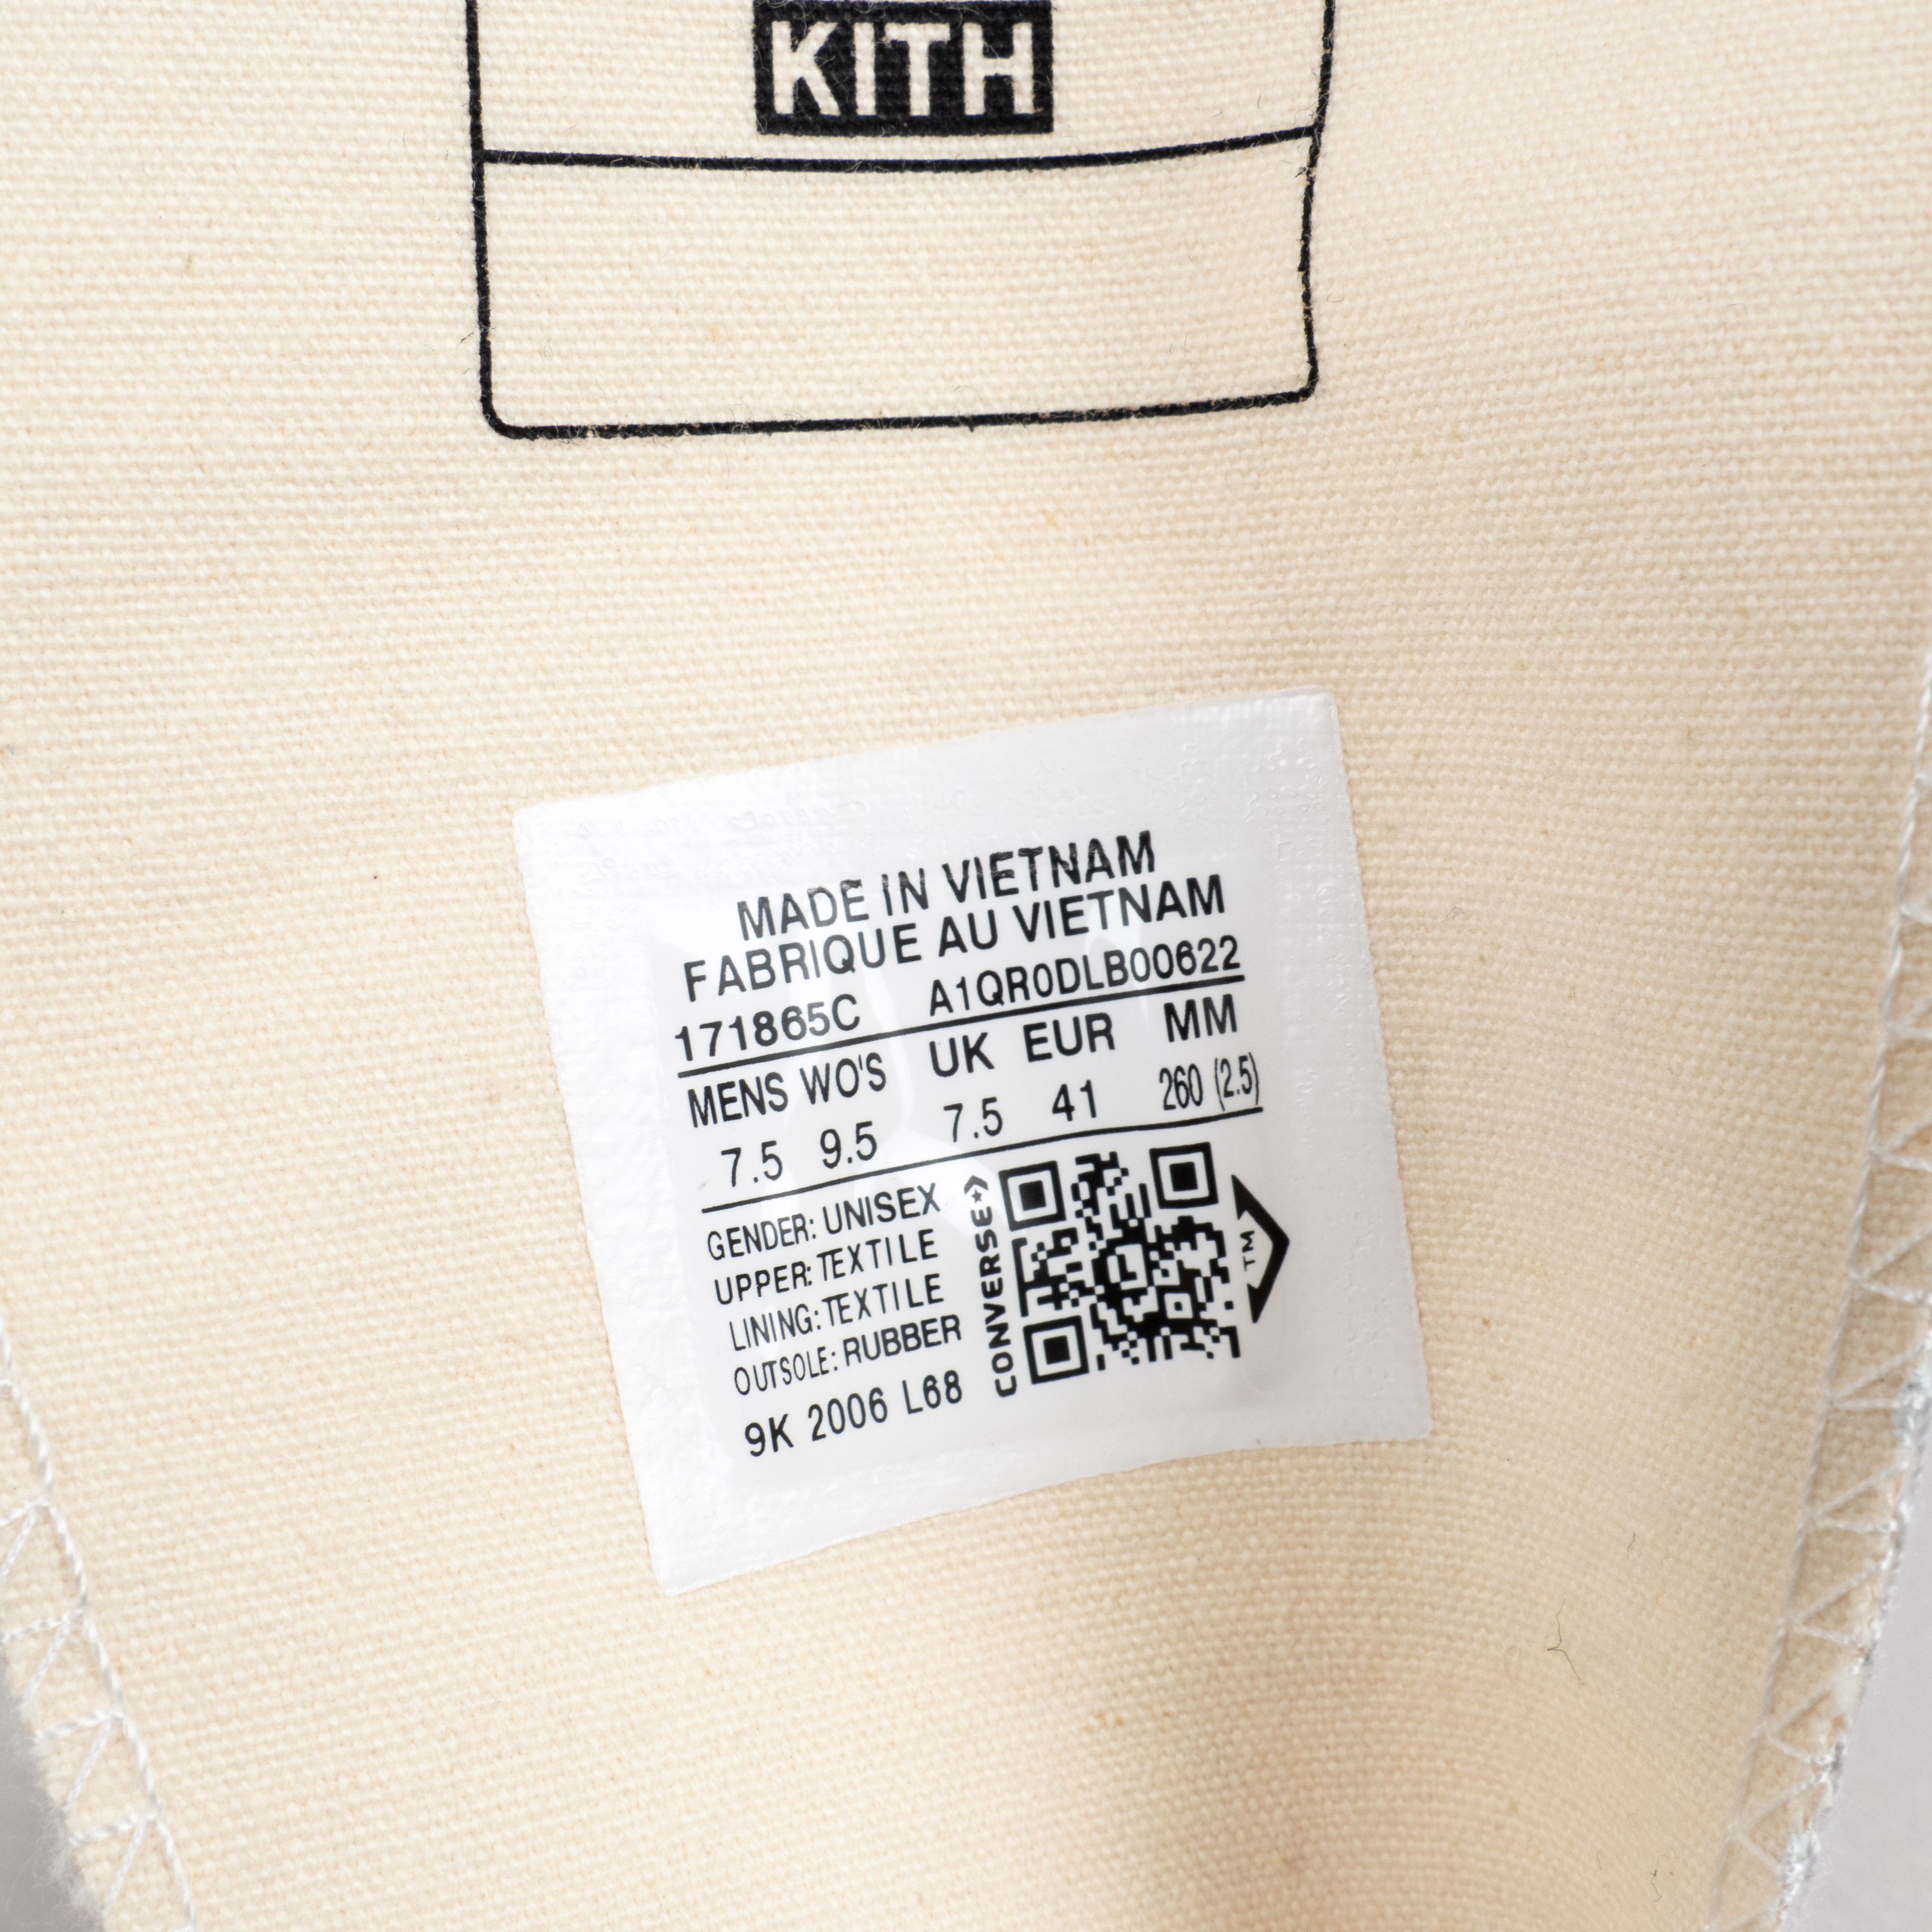 KITH
MADE IN VIETNAM
FABRIQUE AU VIETNAM
171865C A1QR0DLB00622
MENS WO'S UK EUR MM
7.5 9.5 7.5 41 260 (2.5)
GENDER: UNISEX
UPPER: TEXTILE
LINING: TEXTILE
OUTSOLE: RUBBER
9K 2006 L68
CONVERSE
L
TM